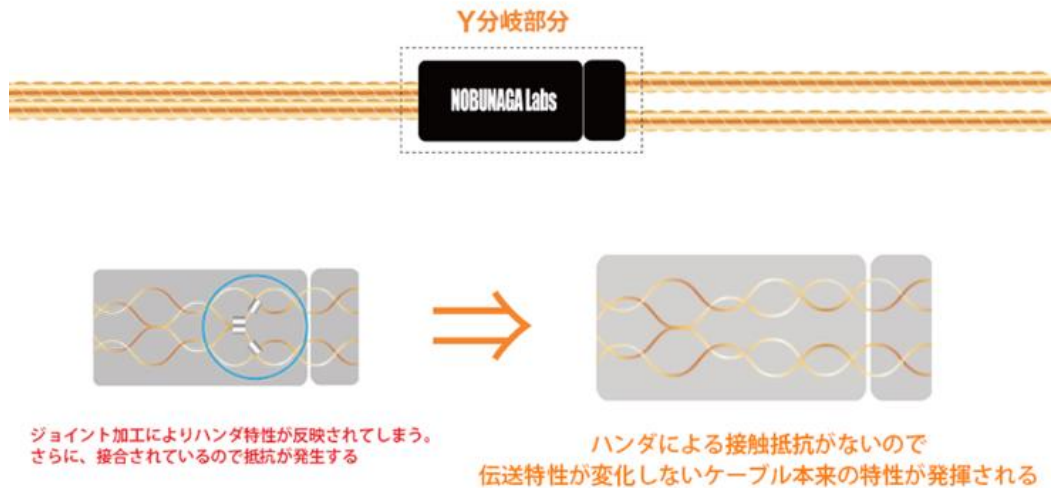 Y分岐部分
NOBUNAGA Labs
ジョイント加工によりハンダ特性が反映されてしまう。
さらに、接合されているので抵抗が発生する
ハンダによる接触抵抗がないので
伝送特性が変化しないケーブル本来の特性が発揮される